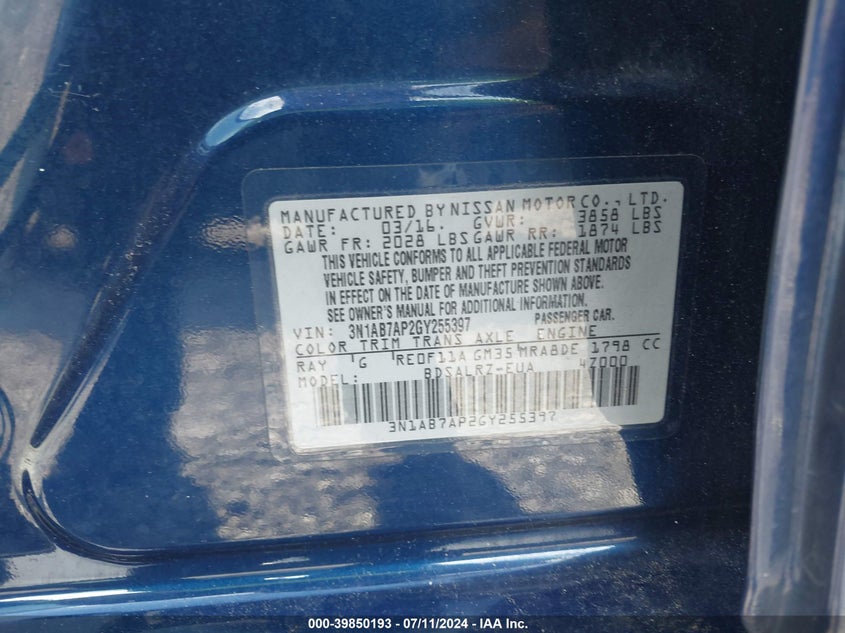 MANUFACTURED BY NISSAN MOTOR CO., LTD.
DATE: 03/16. GVWR: 3858 LBS
GAWR FR: 2028 LBS GAWR RR: 1874 LBS
THIS VEHICLE CONFORMS TO ALL APPLICABLE FEDERAL MOTOR
VEHICLE SAFETY, BUMPER AND THEFT PREVENTION STANDARDS
IN EFFECT ON THE DATE OF MANUFACTURE SHOWN ABOVE.
SEE OWNER'S MANUAL FOR ADDITIONAL INFORMATION.
VIN: 3N1AB7AP2GY255397 PASSENGER CAR.
COLOR TRIM TRANS AXLE ENGINE
RAY G RE0F11A GM35 MRA8DE 1798 CC
MODEL: BDSALRZ-EUA 4Z000
3N1AB7AP2GY255397
000-39850193 - 07/11/2024 - IAA Inc.